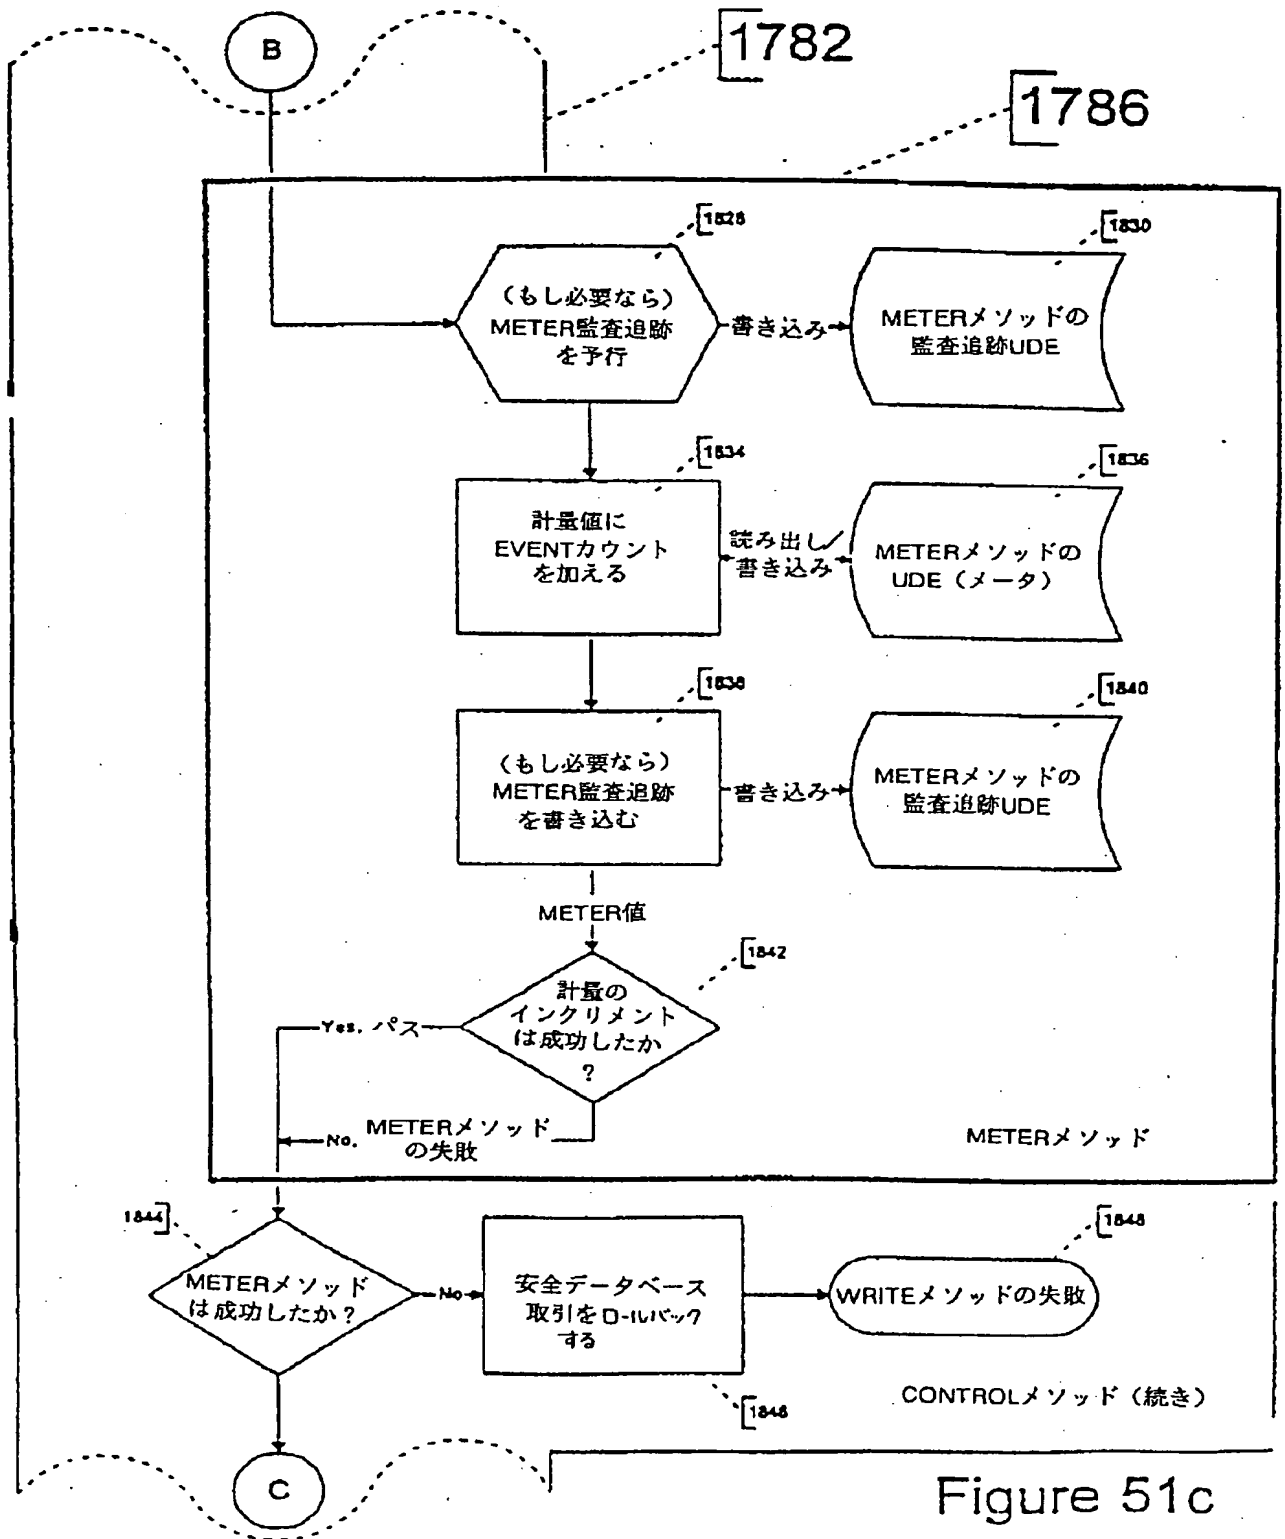 B
1782
1786
1828
(もし必要なら)
METER監査追跡
を予行
書き込み
1830
METERメソッドの
監査追跡UDE
1834
計量値に
EVENTカウント
を加える
読み出し/
書き込み
1836
METERメソッドの
UDE(メータ)
1838
(もし必要なら)
METER監査追跡
を書き込む
書き込み
1840
METERメソッドの
監査追跡UDE
METER値
1842
計量の
インクリメント
は成功したか
?
Yes, パス
No.
METERメソッド
の失敗
METERメソッド
1844
METERメソッド
は成功したか?
No
安全データベース
取引をロールバック
する
1846
WRITEメソッドの失敗
1848
CONTROLメソッド(続き)
C
Figure 51c